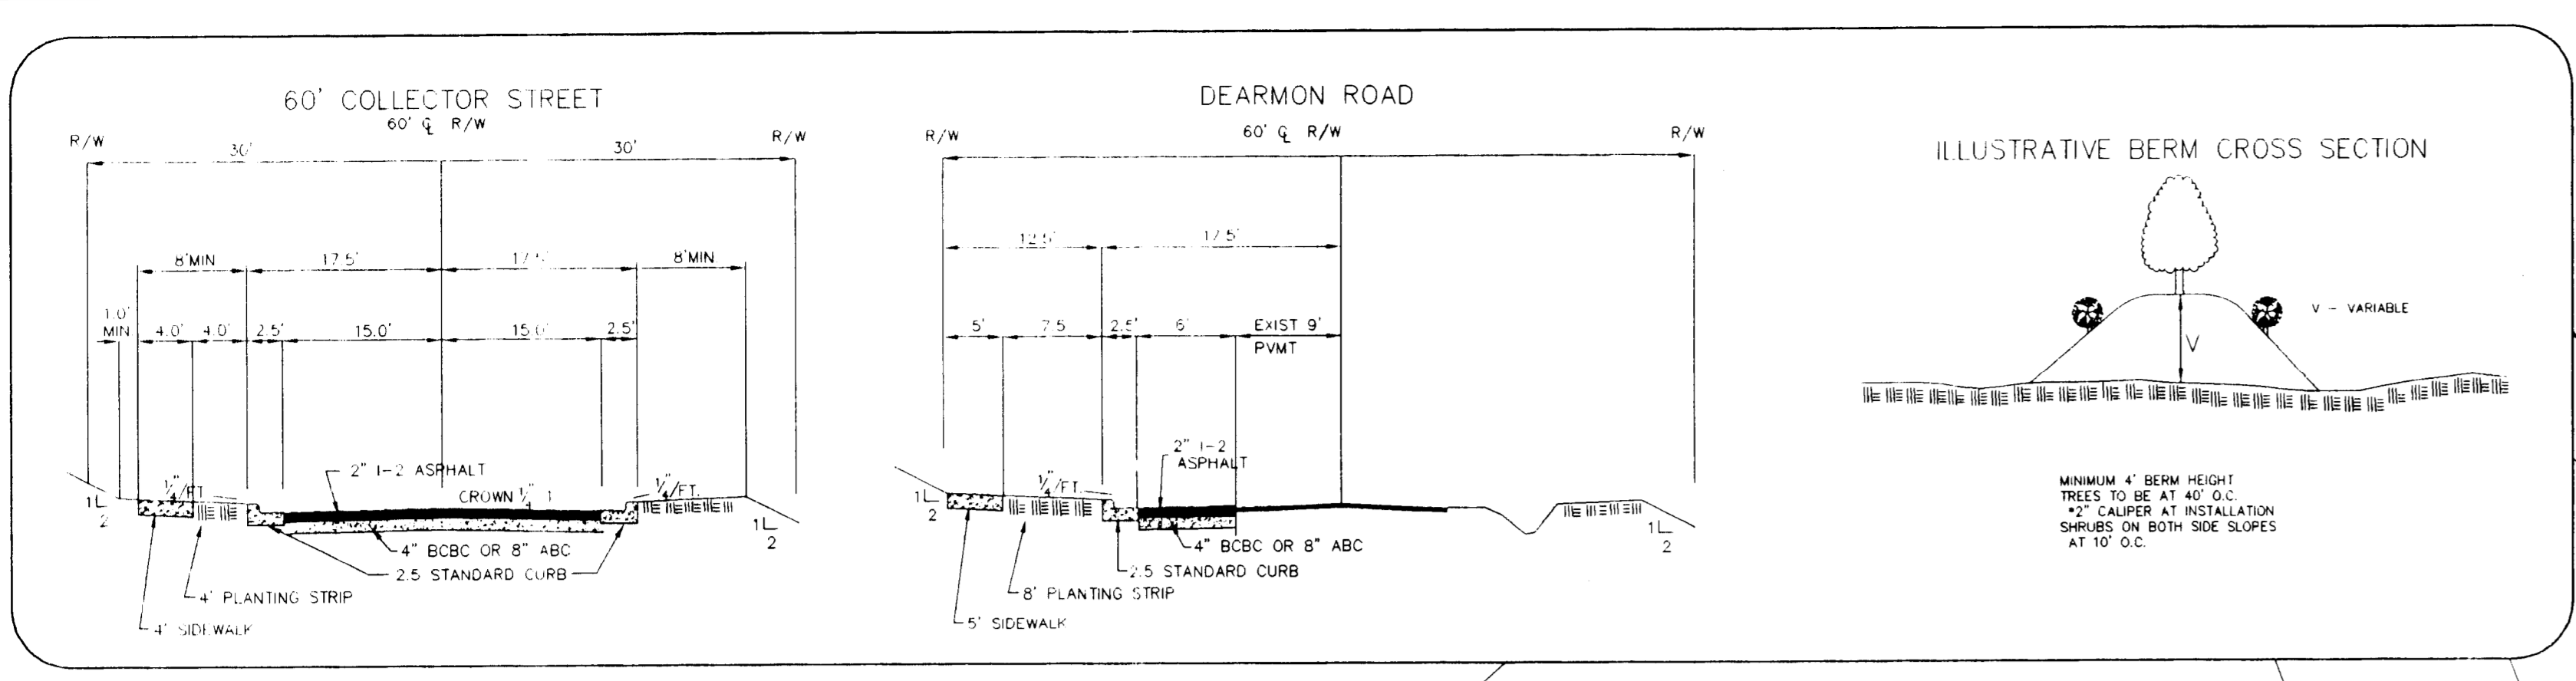 60' COLLECTOR STREET
60' ℄ R/W
R/W
R/W
30'
30'
8'MIN
17.5'
17.5'
8'MIN
1.0'
MIN
4.0'
4.0'
2.5'
15.0'
15.0'
2.5'
2" I-2 ASPHALT
1/4"/FT.
CROWN 1/4"
1/4"/FT.
1
2
1
2
4" BCBC OR 8" ABC
2.5 STANDARD CURB
4' PLANTING STRIP
4' SIDEWALK
DEARMON ROAD
60' ℄ R/W
R/W
R/W
12.5'
17.5'
5'
7.5
2.5'
6'
EXIST 9'
PVMT
2" I-2
ASPHALT
1/4"/FT.
1
2
1
2
4" BCBC OR 8" ABC
2.5 STANDARD CURB
8' PLANTING STRIP
5' SIDEWALK
ILLUSTRATIVE BERM CROSS SECTION
V - VARIABLE
V
MINIMUM 4' BERM HEIGHT
TREES TO BE AT 40' O.C.
*2" CALIPER AT INSTALLATION
SHRUBS ON BOTH SIDE SLOPES
AT 10' O.C.